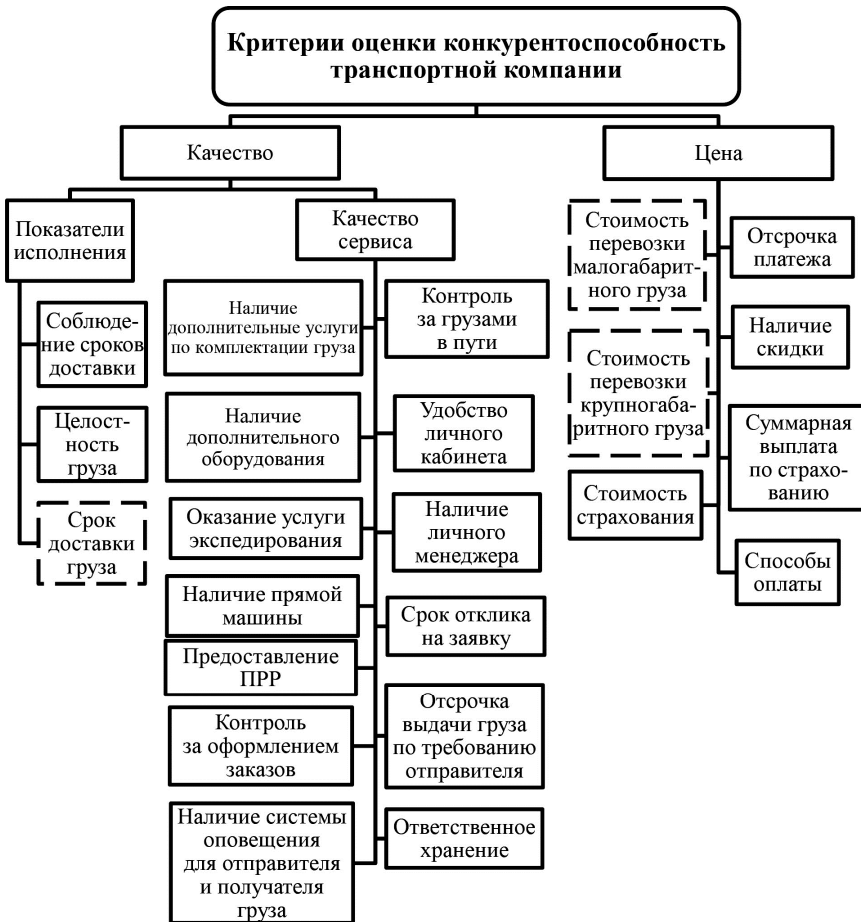 Критерии оценки конкурентоспособность
транспортной компании
Качество
Цена
Показатели
исполнения
Соблюде-
ние сроков
доставки
Целост-
ность
груза
Срок
доставки
груза
Качество
сервиса
Наличие
дополнительные услуги
по комплектации груза
Контроль
за грузами
в пути
Наличие
дополнительного
оборудования
Удобство
личного
кабинета
Оказание услуги
экспедирования
Наличие
личного
менеджера
Наличие прямой
машины
Срок отклика
на заявку
Предоставление
ПРР
Контроль
за оформлением
заказов
Отсрочка
выдачи груза
по требованию
отправителя
Наличие системы
оповещения
для отправителя
и получателя
груза
Ответственное
хранение
Стоимость
перевозки
малогабарит-
ного груза
Отсрочка
платежа
Стоимость
перевозки
крупногаба-
ритного груза
Наличие
скидки
Стоимость
страхования
Суммарная
выплата
по страхо-
ванию
Способы
оплаты